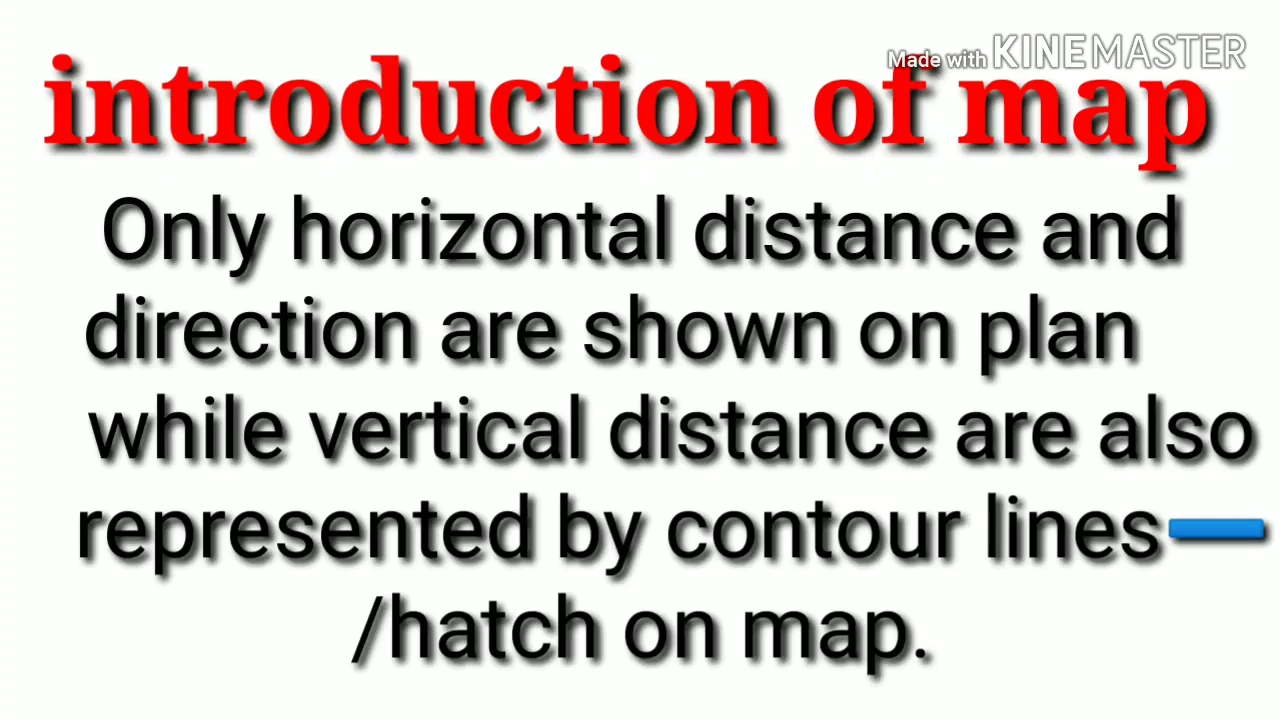 Made with KINEMASTER
introduction of map
Only horizontal distance and
direction are shown on plan
while vertical distance are also
represented by contour lines➖
/hatch on map.